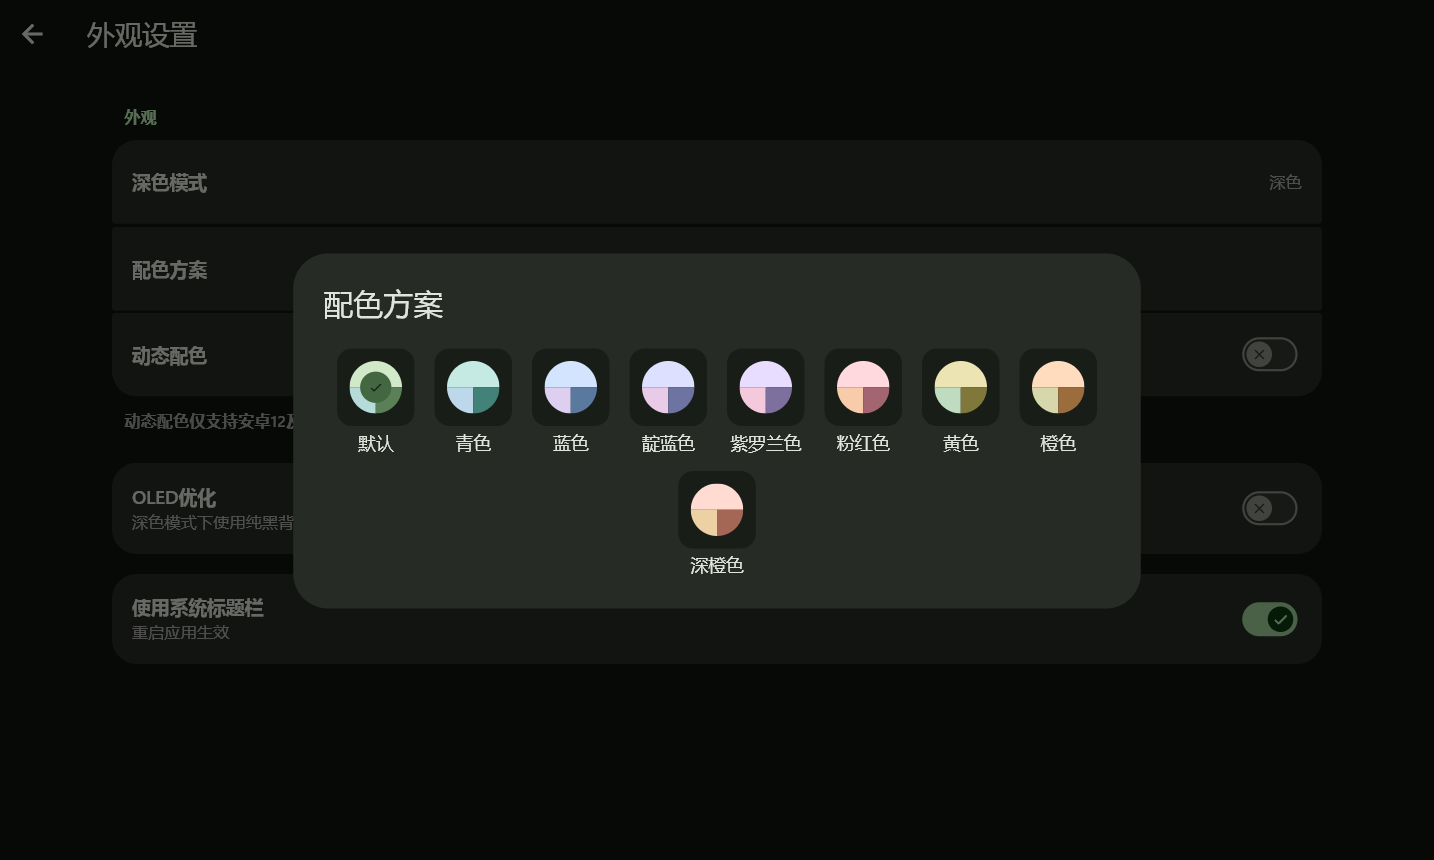 外观设置
外观
深色模式
深色
配色方案
动态配色
动态配色仅支持安卓12及
OLED优化
深色模式下使用纯黑背
使用系统标题栏
重启应用生效
配色方案
默认
青色
蓝色
靛蓝色
紫罗兰色
粉红色
黄色
橙色
深橙色